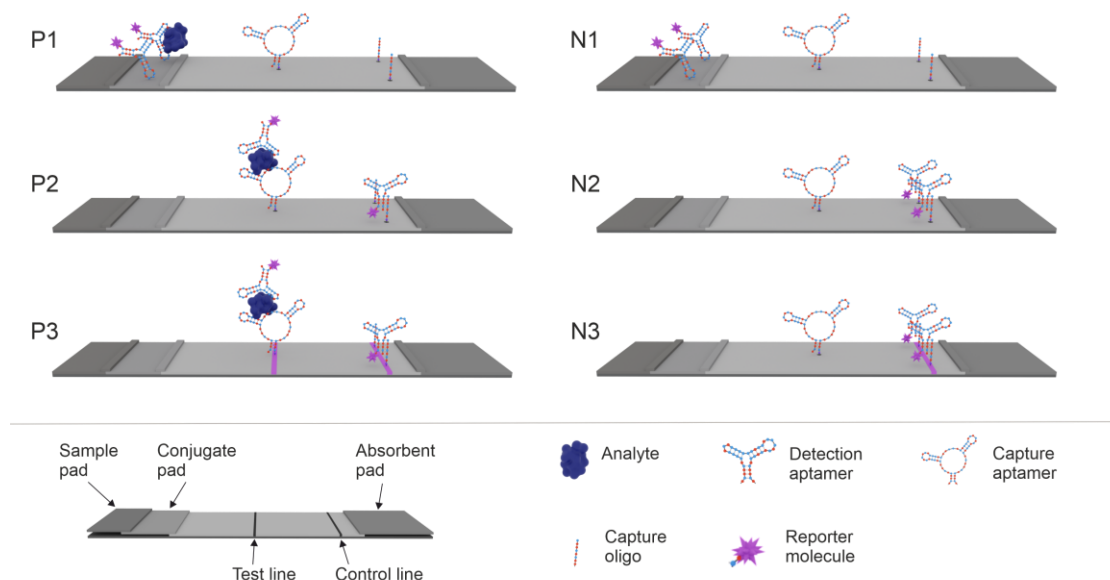 P1
N1
P2
N2
P3
N3
Sample
pad
Conjugate
pad
Absorbent
pad
Test line
Control line
Analyte
Detection
aptamer
Capture
aptamer
Capture
oligo
Reporter
molecule